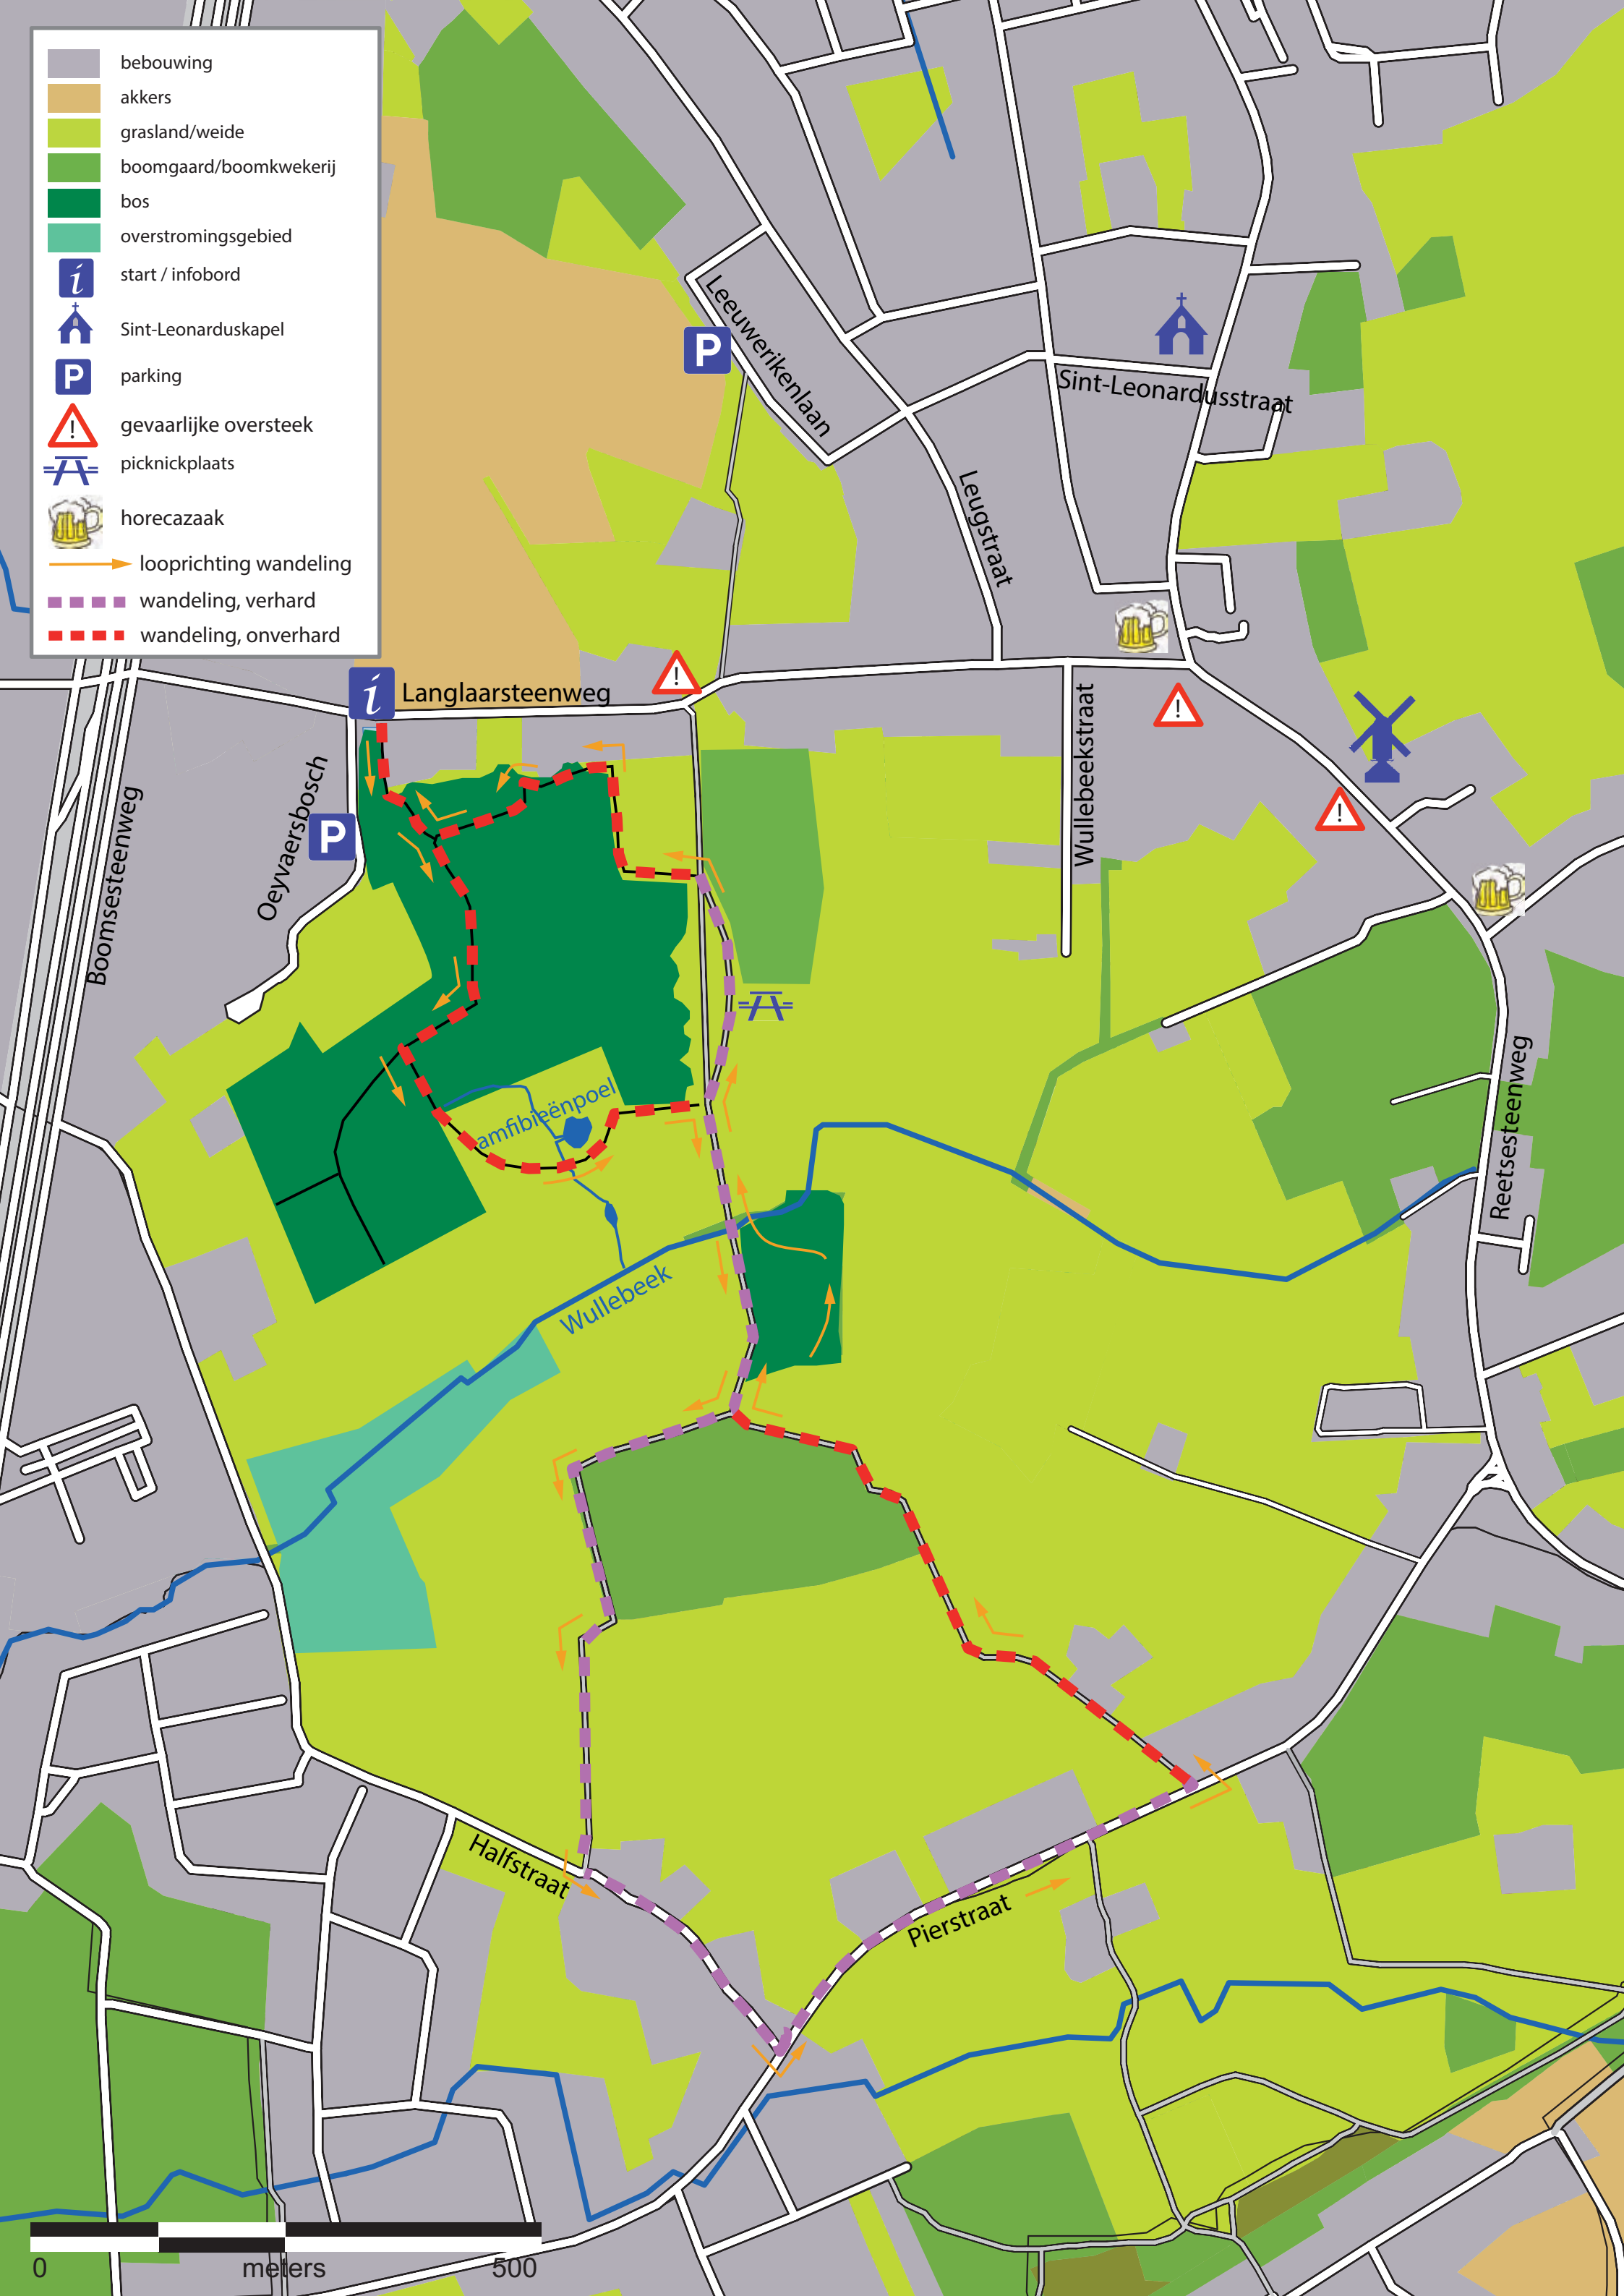 bebouwing
akkers
grasland/weide
boomgaard/boomkwekerij
bos
overstromingsgebied
i
start / infobord
Sint-Leonarduskapel
P
parking
!
gevaarlijke oversteek
picknickplaats
horecazaak
looprichting wandeling
wandeling, verhard
wandeling, onverhard
Leeuwerikenlaan
P
Sint-Leonardusstraat
Leugstraat
!
i
Langlaarsteenweg
!
Wullebeekstraat
!
Oeyvaersbosch
P
Boomsesteenweg
amfibieënpoel
Reetsesteenweg
Wullebeek
Halfstraat
Pierstraat
0
meters
500